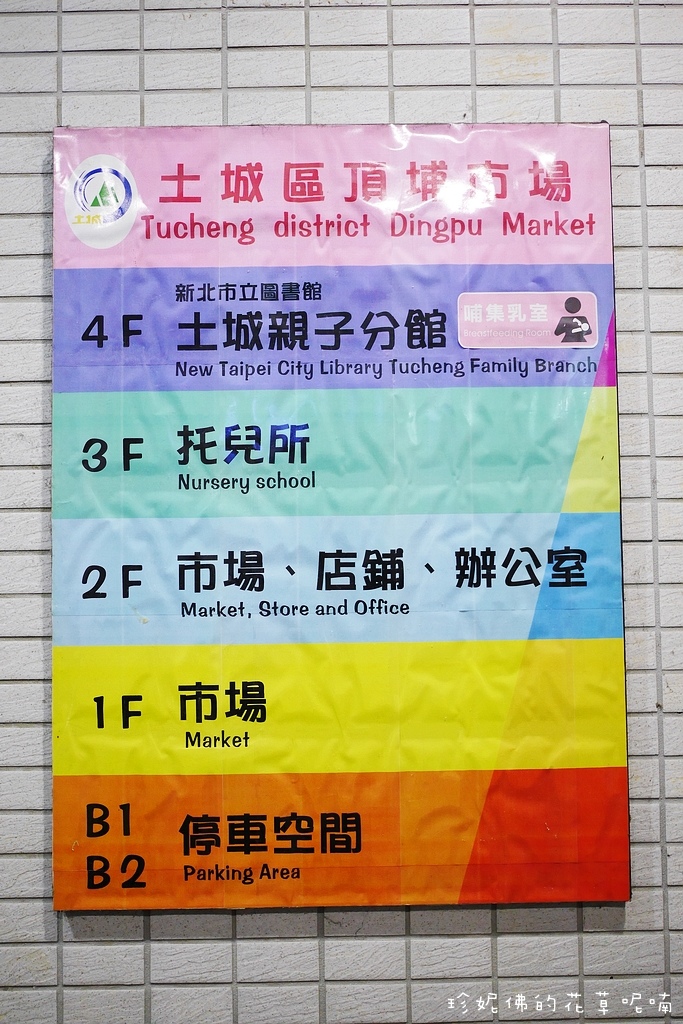 土城區頂埔市場
Tucheng district Dingpu Market
土城
新北市立圖書館
4F 土城親子分館
哺集乳室
Breastfeeding Room
New Taipei City Library Tucheng Family Branch
3F 托兒所
Nursery school
2F 市場、店鋪、辦公室
Market, Store and Office
1F 市場
Market
B1
B2 停車空間
Parking Area
珍妮佛的花草呢喃